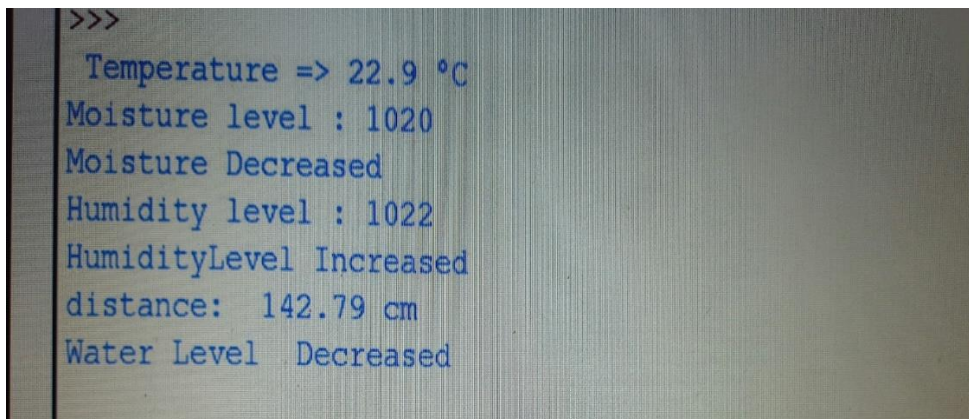 >>>
Temperature => 22.9 °C
Moisture level : 1020
Moisture Decreased
Humidity level : 1022
HumidityLevel Increased
distance:  142.79 cm
Water Level  Decreased